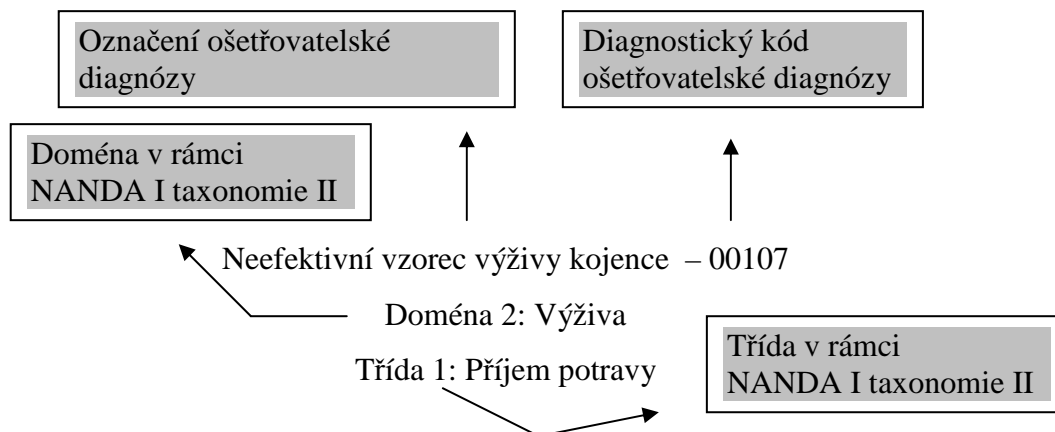 Označení ošetřovatelské
diagnózy
Diagnostický kód
ošetřovatelské diagnózy
Doména v rámci
NANDA I taxonomie II
Neefektivní vzorec výživy kojence – 00107
Doména 2: Výživa
Třída 1: Příjem potravy
Třída v rámci
NANDA I taxonomie II